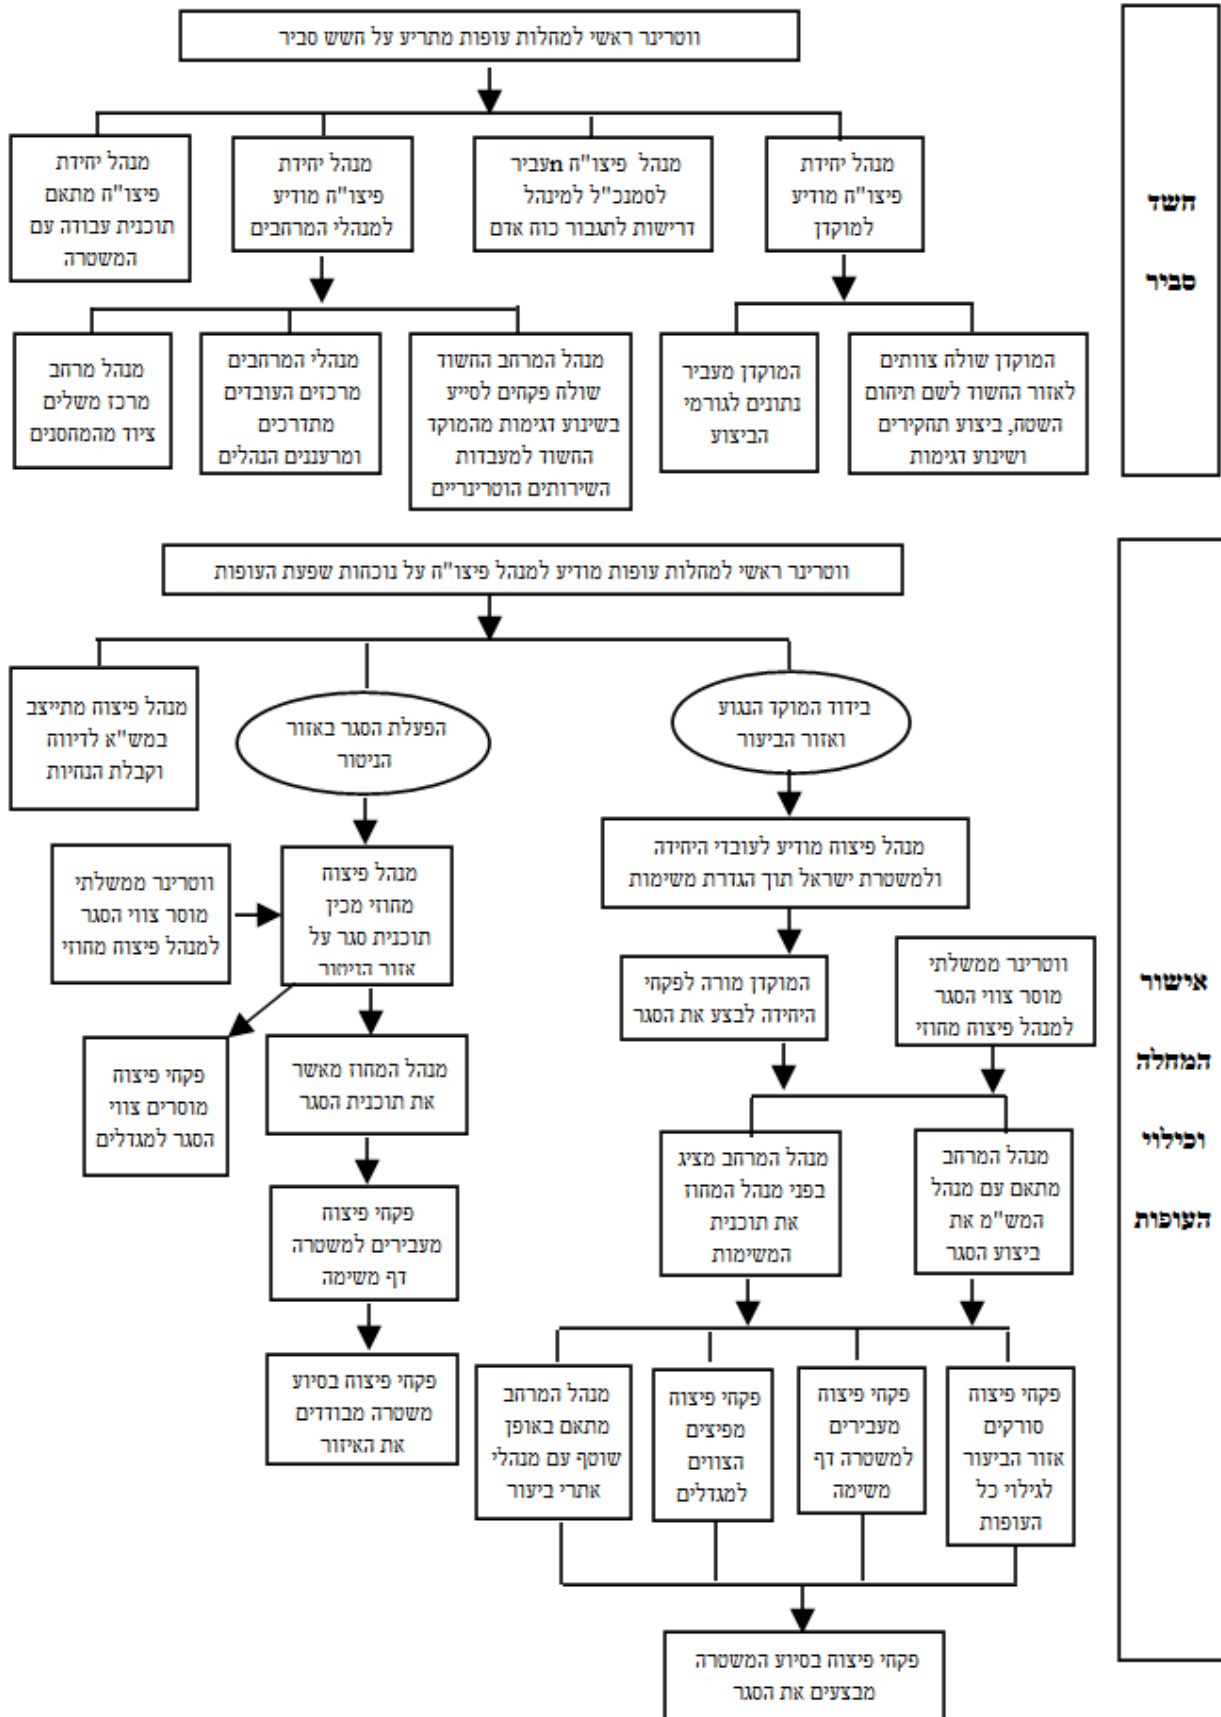 ווטרינר ראשי למחלות עופות מתריע על חשש סביר
חשד
סביר
מנהל יחידת
פיצו"ח מודיע
למוקדן
מנהל פיצו"ח nעביר
לסמנכ"ל למינהל
דרישות לתגבור כוח אדם
מנהל יחידת
פיצו"ח מודיע
למנהלי המרחבים
מנהל יחידת
פיצו"ח מתאם
תוכנית עבודה עם
המשטרה
המוקדן שולח צוותים
לאזור החשוד לשם תיחום
השטח, ביצוע תחקירים
ושינוע דגימות
המוקדן מעביר
נתונים לגורמי
הביצוע
מנהל המרחב החשוד
שולח פקחים לסייע
בשינוע דגימות מהמוקד
החשוד למעבדות
השירותים הוטרינריים
מנהלי המרחבים
מרכזים העובדים
מתדרכים
ומרעננים הנהלים
מנהל מרחב
מרכז משלים
ציוד מהמחסנים
ווטרינר ראשי למחלות עופות מודיע למנהל פיצו"ח על נוכחות שפעת העופות
אישור
המחלה
וכילוי
העופות
בידוד המוקד הנגוע
ואזור הביעור
הפעלת הסגר באזור
הניטור
מנהל פיצוח מתייצב
במש"א לדיווח
וקבלת הנחיות
מנהל פיצוח מודיע לעובדי היחידה
ולמשטרת ישראל תוך הגדרת משימות
מנהל פיצוח
מחוזי מכין
תוכנית סגר על
אזור הניטור
ווטרינר ממשלתי
מוסר צווי הסגר
למנהל פיצוח מחוזי
ווטרינר ממשלתי
מוסר צווי הסגר
למנהל פיצוח מחוזי
המוקדן מורה לפקחי
היחידה לבצע את הסגר
מנהל המחוז מאשר
את תוכנית הסגר
פקחי פיצוח
מוסרים צווי
הסגר למגדלים
מנהל המרחב
מתאם עם מנהל
המש"מ את
ביצוע הסגר
מנהל המרחב מציג
בפני מנהל המחוז
את תוכנית
המשימות
פקחי פיצוח
מעבירים למשטרה
דף משימה
פקחי פיצוח
סורקים
אזור הביעור
לגילוי כל
העופות
פקחי פיצוח
מעבירים
למשטרה דף
משימה
פקחי פיצוח
מפיצים
הצווים
למגדלים
מנהל המרחב
מתאם באופן
שוטף עם מנהלי
אתרי ביעור
פקחי פיצוח בסיוע
משטרה מבודדים
את האיזור
פקחי פיצוח בסיוע המשטרה
מבצעים את הסגר